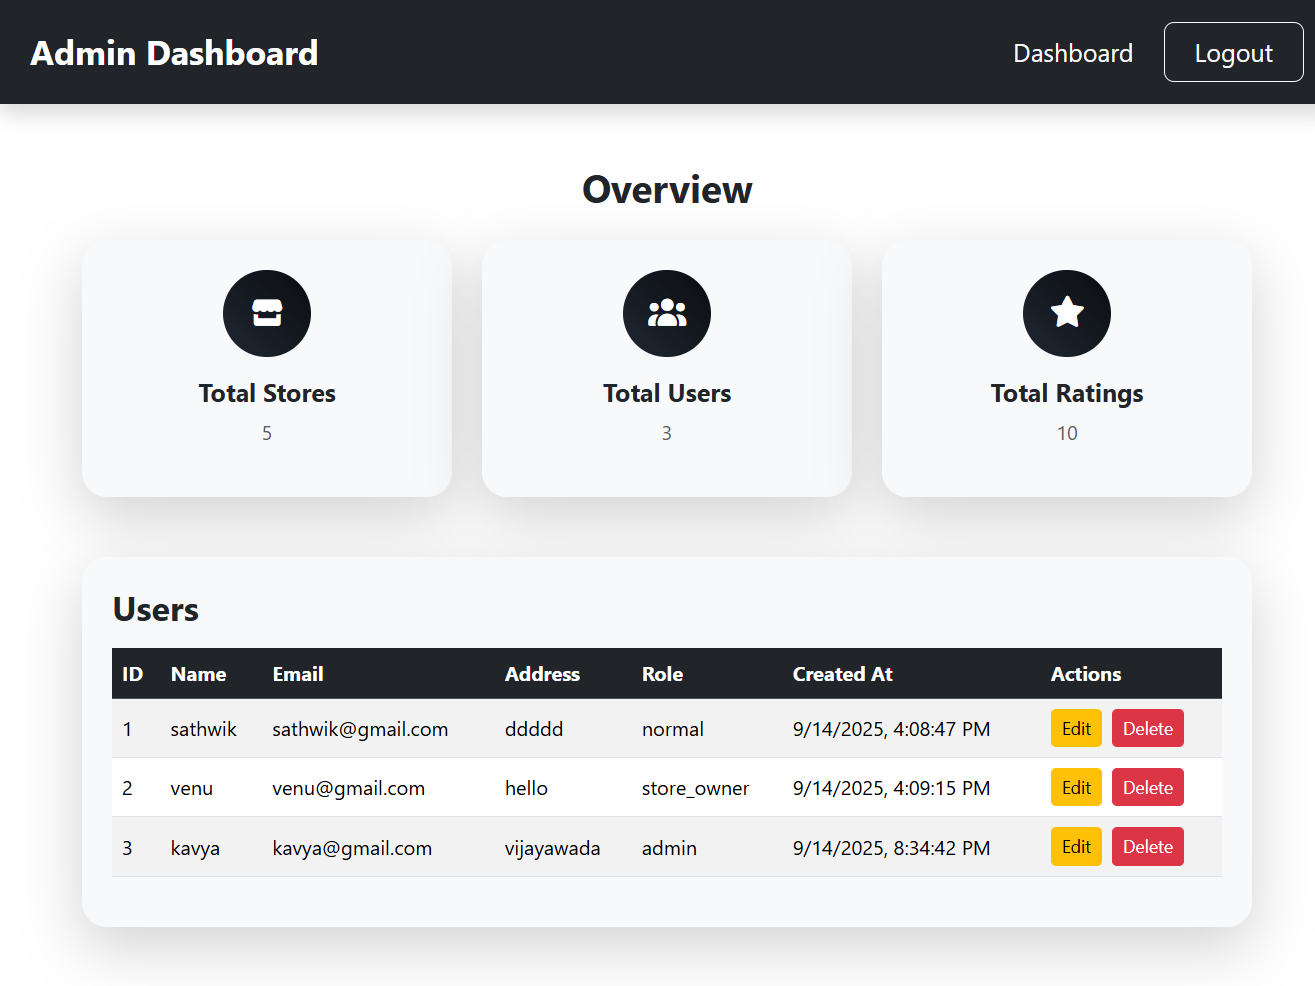 Admin Dashboard Dashboard Logout
Overview
Total Stores
5
Total Users
3
Total Ratings
10
Users
ID Name Email Address Role Created At Actions
1 sathwik sathwik@gmail.com ddddd normal 9/14/2025, 4:08:47 PM Edit Delete
2 venu venu@gmail.com hello store_owner 9/14/2025, 4:09:15 PM Edit Delete
3 kavya kavya@gmail.com vijayawada admin 9/14/2025, 8:34:42 PM Edit Delete